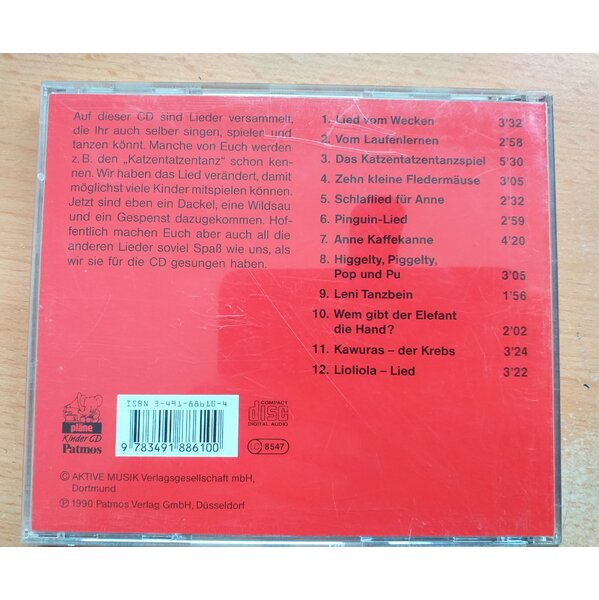 Auf dieser CD sind Lieder versammelt,
die Ihr auch selber singen, spielen und
tanzen könnt. Manche von Euch werden
z.B. den „Katzentatzentanz" schon ken-
nen. Wir haben das Lied verändert, damit
möglichst viele Kinder mitspielen können.
Jetzt sind eben ein Dackel, eine Wildsau
und ein Gespenst dazugekommen. Hof-
fentlich machen Euch aber auch all die
anderen Lieder soviel Spaß wie uns, als
wir sie für die CD gesungen haben.
1. Lied vom Wecken 3'32
2. Vom Laufenlernen 2'58
3. Das Katzentatzentanzspiel 5'30
4. Zehn kleine Fledermäuse 3'05
5. Schlaflied für Anne 2'32
6. Pinguin-Lied 2'59
7. Anne Kaffekanne 4'20
8. Higgelty, Piggelty,
Pop und Pu 3'05
9. Leni Tanzbein 1'56
10. Wem gibt der Elefant
die Hand? 2'02
11. Kawuras – der Krebs 3'24
12. Lioliola – Lied 3'22
pläne
Kinder CD
Patmos
ISBN 3-491-88610-4
9 783491 886100
COMPACT
disc
DIGITAL AUDIO
LC 8547
© AKTIVE MUSIK Verlagsgesellschaft mbH,
Dortmund
℗ 1990 Patmos Verlag GmbH, Düsseldorf